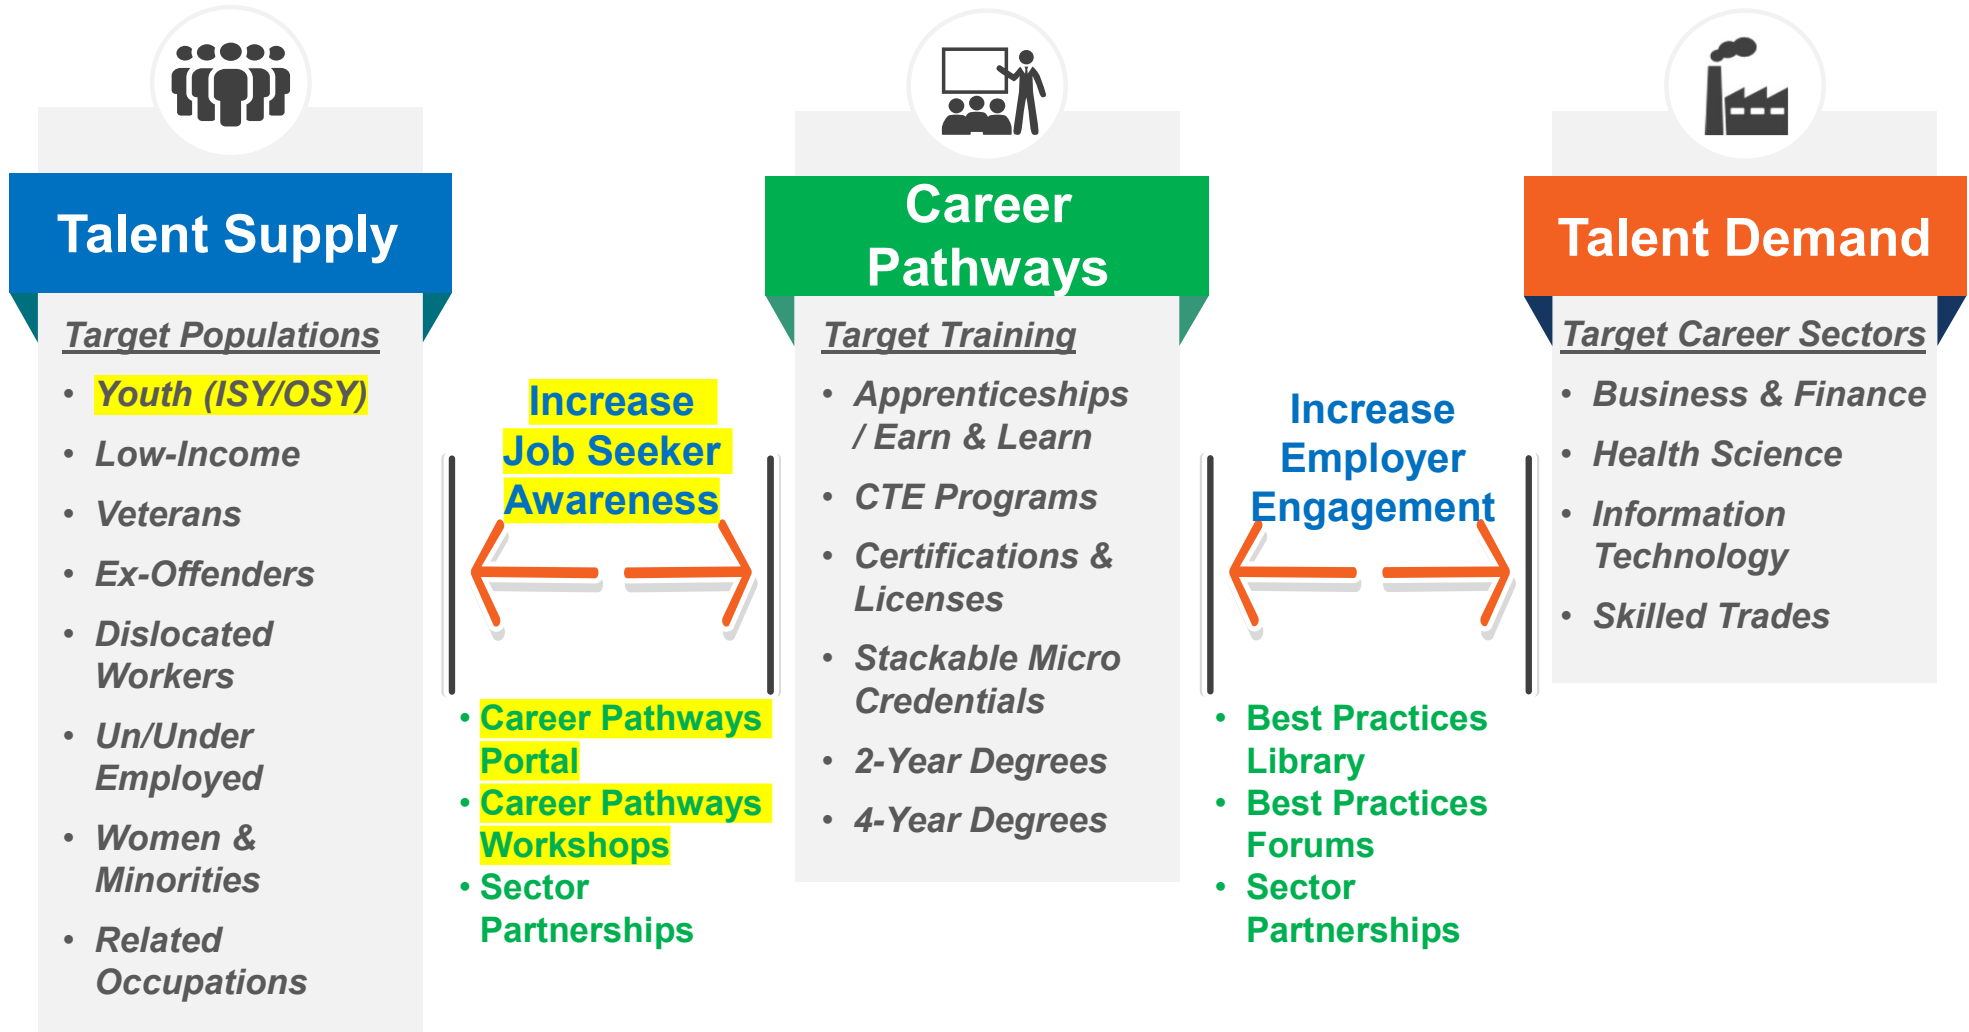 Talent Supply
Target Populations
• Youth (ISY/OSY)
• Low-Income
• Veterans
• Ex-Offenders
• Dislocated
Workers
• Un/Under
Employed
• Women &
Minorities
• Related
Occupations
Increase
Job Seeker
Awareness
• Career Pathways
Portal
• Career Pathways
Workshops
• Sector
Partnerships
Career
Pathways
Target Training
• Apprenticeships
/ Earn & Learn
• CTE Programs
• Certifications &
Licenses
• Stackable Micro
Credentials
• 2-Year Degrees
• 4-Year Degrees
Increase
Employer
Engagement
• Best Practices
Library
• Best Practices
Forums
• Sector
Partnerships
Talent Demand
Target Career Sectors
• Business & Finance
• Health Science
• Information
Technology
• Skilled Trades